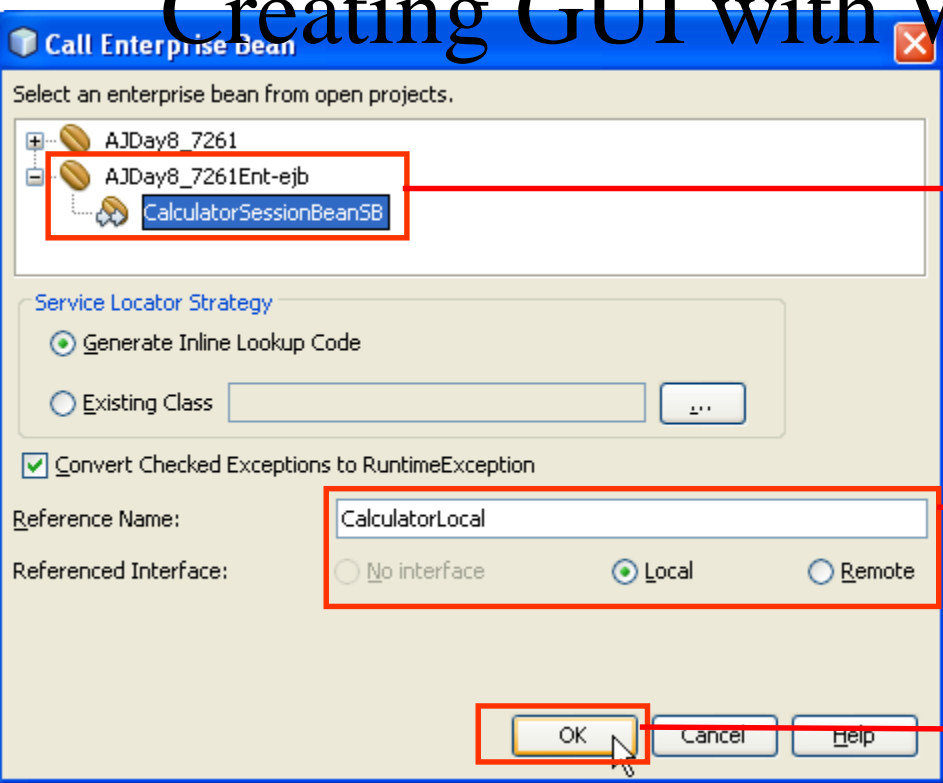 Creating GUI with
Call Enterprise Bean
Select an enterprise bean from open projects.
AJDay8_7261
AJDay8_7261Ent-ejb
CalculatorSessionBeanSB
Service Locator Strategy
Generate Inline Lookup Code
Existing Class ...
Convert Checked Exceptions to RuntimeException
Reference Name: CalculatorLocal
Referenced Interface: No interface Local Remote
OK Cancel Help